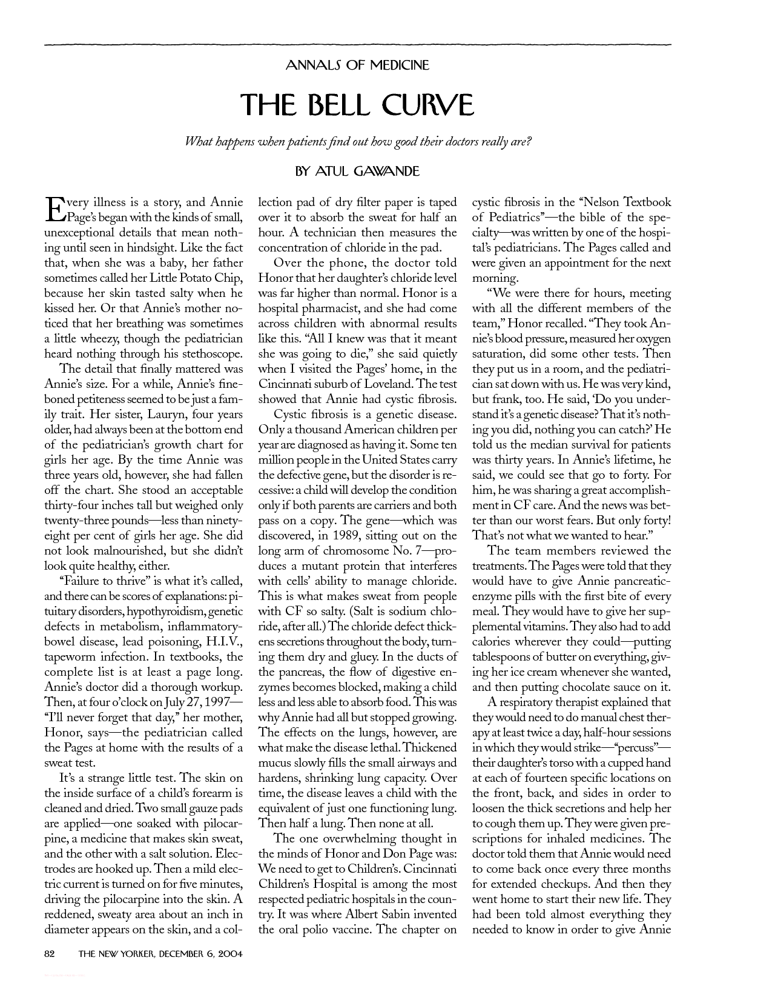 ANNALS OF MEDICINE
THE BELL CURVE
What happens when patients find out how good their doctors really are?
BY ATUL GAWANDE
Every illness is a story, and Annie
Page's began with the kinds of small,
unexceptional details that mean noth-
ing until seen in hindsight. Like the fact
that, when she was a baby, her father
sometimes called her Little Potato Chip,
because her skin tasted salty when he
kissed her. Or that Annie's mother no-
ticed that her breathing was sometimes
a little wheezy, though the pediatrician
heard nothing through his stethoscope.
The detail that finally mattered was
Annie's size. For a while, Annie's fine-
boned petiteness seemed to be just a fam-
ily trait. Her sister, Lauryn, four years
older, had always been at the bottom end
of the pediatrician's growth chart for
girls her age. By the time Annie was
three years old, however, she had fallen
off the chart. She stood an acceptable
thirty-four inches tall but weighed only
twenty-three pounds—less than ninety-
eight per cent of girls her age. She did
not look malnourished, but she didn't
look quite healthy, either.
"Failure to thrive" is what it's called,
and there can be scores of explanations: pi-
tuitary disorders, hypothyroidism, genetic
defects in metabolism, inflammatory-
bowel disease, lead poisoning, H.I.V.,
tapeworm infection. In textbooks, the
complete list is at least a page long.
Annie's doctor did a thorough workup.
Then, at four o'clock on July 27, 1997—
"I'll never forget that day," her mother,
Honor, says—the pediatrician called
the Pages at home with the results of a
sweat test.
It's a strange little test. The skin on
the inside surface of a child's forearm is
cleaned and dried. Two small gauze pads
are applied—one soaked with pilocar-
pine, a medicine that makes skin sweat,
and the other with a salt solution. Elec-
trodes are hooked up. Then a mild elec-
tric current is turned on for five minutes,
driving the pilocarpine into the skin. A
reddened, sweaty area about an inch in
diameter appears on the skin, and a col-
lection pad of dry filter paper is taped
over it to absorb the sweat for half an
hour. A technician then measures the
concentration of chloride in the pad.
Over the phone, the doctor told
Honor that her daughter's chloride level
was far higher than normal. Honor is a
hospital pharmacist, and she had come
across children with abnormal results
like this. "All I knew was that it meant
she was going to die," she said quietly
when I visited the Pages' home, in the
Cincinnati suburb of Loveland. The test
showed that Annie had cystic fibrosis.
Cystic fibrosis is a genetic disease.
Only a thousand American children per
year are diagnosed as having it. Some ten
million people in the United States carry
the defective gene, but the disorder is re-
cessive: a child will develop the condition
only if both parents are carriers and both
pass on a copy. The gene—which was
discovered, in 1989, sitting out on the
long arm of chromosome No. 7—pro-
duces a mutant protein that interferes
with cells' ability to manage chloride.
This is what makes sweat from people
with CF so salty. (Salt is sodium chlo-
ride, after all.) The chloride defect thick-
ens secretions throughout the body, turn-
ing them dry and gluey. In the ducts of
the pancreas, the flow of digestive en-
zymes becomes blocked, making a child
less and less able to absorb food. This was
why Annie had all but stopped growing.
The effects on the lungs, however, are
what make the disease lethal. Thickened
mucus slowly fills the small airways and
hardens, shrinking lung capacity. Over
time, the disease leaves a child with the
equivalent of just one functioning lung.
Then half a lung. Then none at all.
The one overwhelming thought in
the minds of Honor and Don Page was:
We need to get to Children's. Cincinnati
Children's Hospital is among the most
respected pediatric hospitals in the coun-
try. It was where Albert Sabin invented
the oral polio vaccine. The chapter on
cystic fibrosis in the "Nelson Textbook
of Pediatrics"—the bible of the spe-
cialty—was written by one of the hospi-
tal's pediatricians. The Pages called and
were given an appointment for the next
morning.
"We were there for hours, meeting
with all the different members of the
team," Honor recalled. "They took An-
nie's blood pressure, measured her oxygen
saturation, did some other tests. Then
they put us in a room, and the pediatri-
cian sat down with us. He was very kind,
but frank, too. He said, 'Do you under-
stand it's a genetic disease? That it's noth-
ing you did, nothing you can catch?' He
told us the median survival for patients
was thirty years. In Annie's lifetime, he
said, we could see that go to forty. For
him, he was sharing a great accomplish-
ment in CF care. And the news was bet-
ter than our worst fears. But only forty!
That's not what we wanted to hear."
The team members reviewed the
treatments. The Pages were told that they
would have to give Annie pancreatic-
enzyme pills with the first bite of every
meal. They would have to give her sup-
plemental vitamins. They also had to add
calories wherever they could—putting
tablespoons of butter on everything, giv-
ing her ice cream whenever she wanted,
and then putting chocolate sauce on it.
A respiratory therapist explained that
they would need to do manual chest ther-
apy at least twice a day, half-hour sessions
in which they would strike—"percuss"—
their daughter's torso with a cupped hand
at each of fourteen specific locations on
the front, back, and sides in order to
loosen the thick secretions and help her
to cough them up. They were given pre-
scriptions for inhaled medicines. The
doctor told them that Annie would need
to come back once every three months
for extended checkups. And then they
went home to start their new life. They
had been told almost everything they
needed to know in order to give Annie
82 THE NEW YORKER, DECEMBER 6, 2004